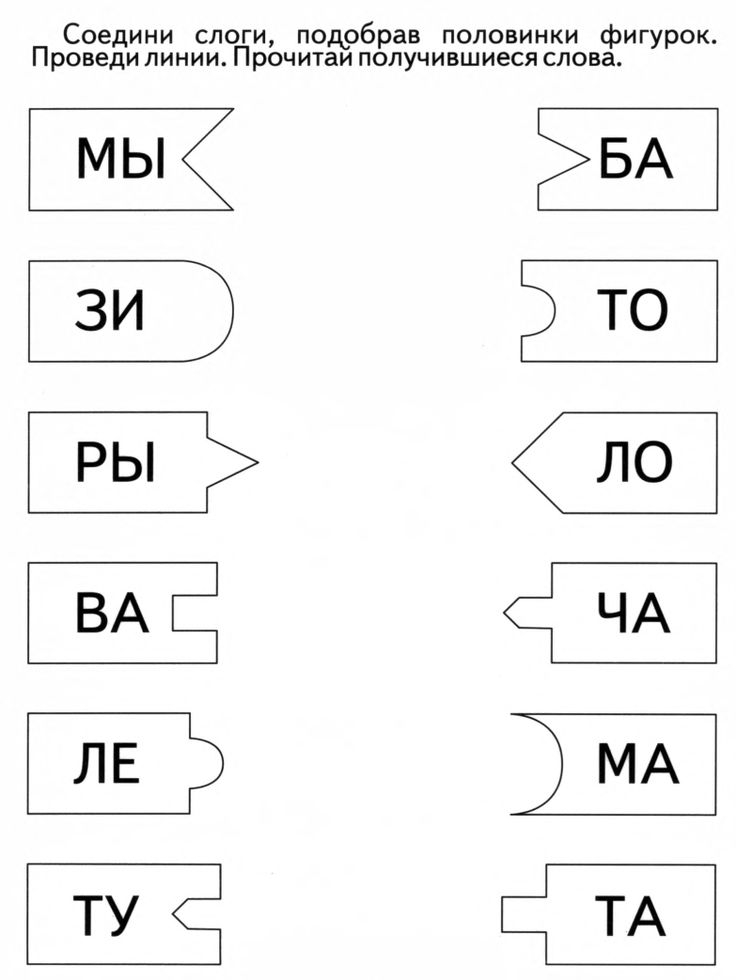 Соедини слоги, подобрав половинки фигурок.
Проведи линии. Прочитай получившиеся слова.
МЫ БА
ЗИ ТО
РЫ ЛО
ВА ЧА
ЛЕ МА
ТУ ТА